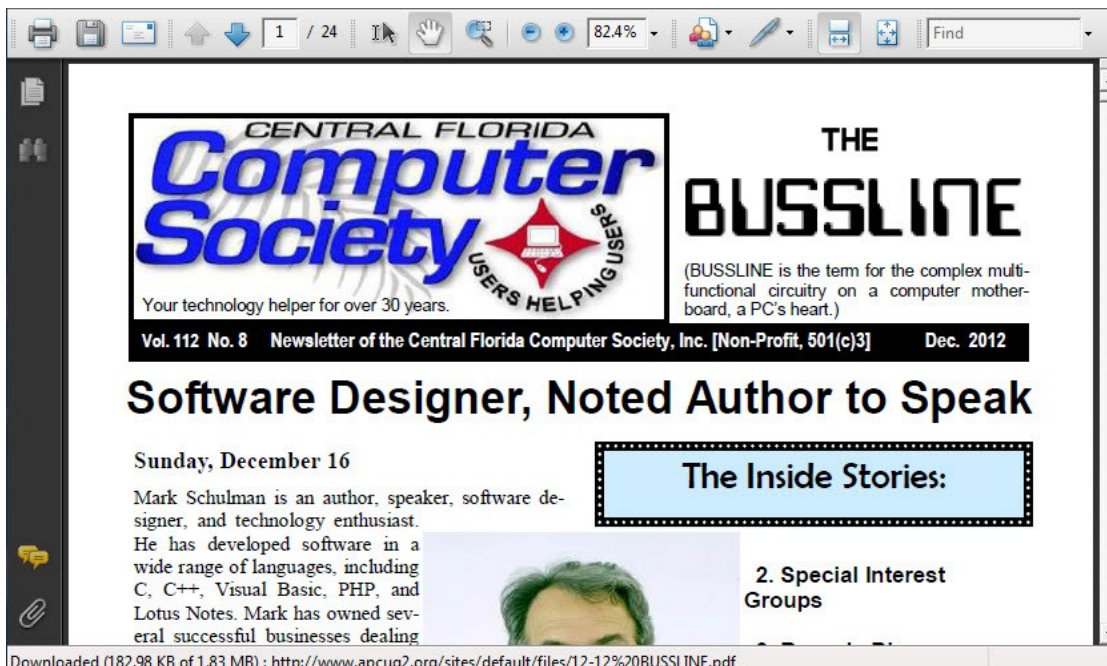 1 / 24
82.4%
Find
CENTRAL FLORIDA
Computer
Society
USERS HELPING USERS
Your technology helper for over 30 years.
THE
BUSSLINE
(BUSSLINE is the term for the complex multi-
functional circuitry on a computer mother-
board, a PC's heart.)
Vol. 112 No. 8 Newsletter of the Central Florida Computer Society, Inc. [Non-Profit, 501(c)3] Dec. 2012
Software Designer, Noted Author to Speak
Sunday, December 16
Mark Schulman is an author, speaker, software de-
signer, and technology enthusiast.
He has developed software in a
wide range of languages, including
C, C++, Visual Basic, PHP, and
Lotus Notes. Mark has owned sev-
eral successful businesses dealing
The Inside Stories:
2. Special Interest
Groups
Downloaded (182.98 KB of 1.83 MB) : http://www.apcug2.org/sites/default/files/12-12%20BUSSLINE.pdf